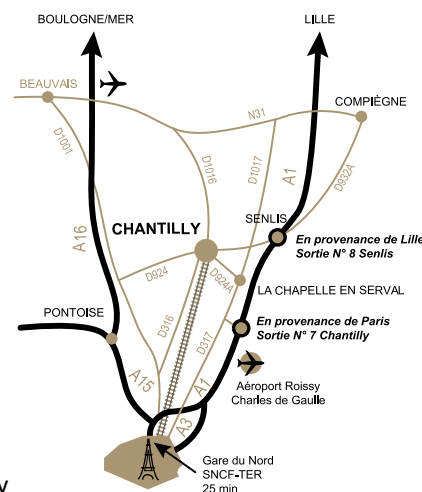 BOULOGNE/MER
LILLE
BEAUVAIS
N31
COMPIÈGNE
D1001
D1016
D1017
A1
D932A
A16
CHANTILLY
SENLIS
En provenance de Lille
Sortie N° 8 Senlis
D924
D924A
LA CHAPELLE EN SERVAL
PONTOISE
D316
D317
En provenance de Paris
Sortie N° 7 Chantilly
A15
A1
A3
Aéroport Roissy
Charles de Gaulle
Gare du Nord
SNCF-TER
25 min